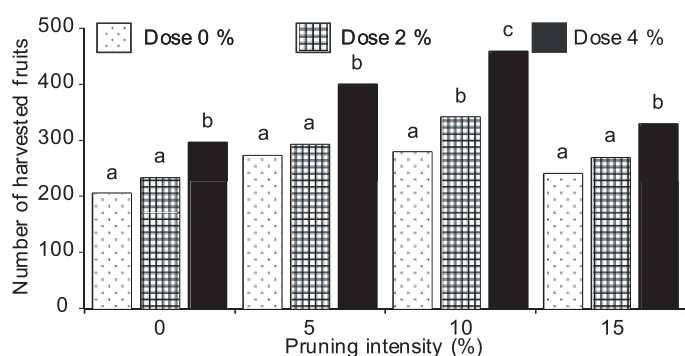 Number of harvested fruits
500
400
300
200
100
0
Dose 0 %
Dose 2 %
Dose 4 %
a a b
a a b
a b c
a a b
0 5 10 15
Pruning intensity (%)